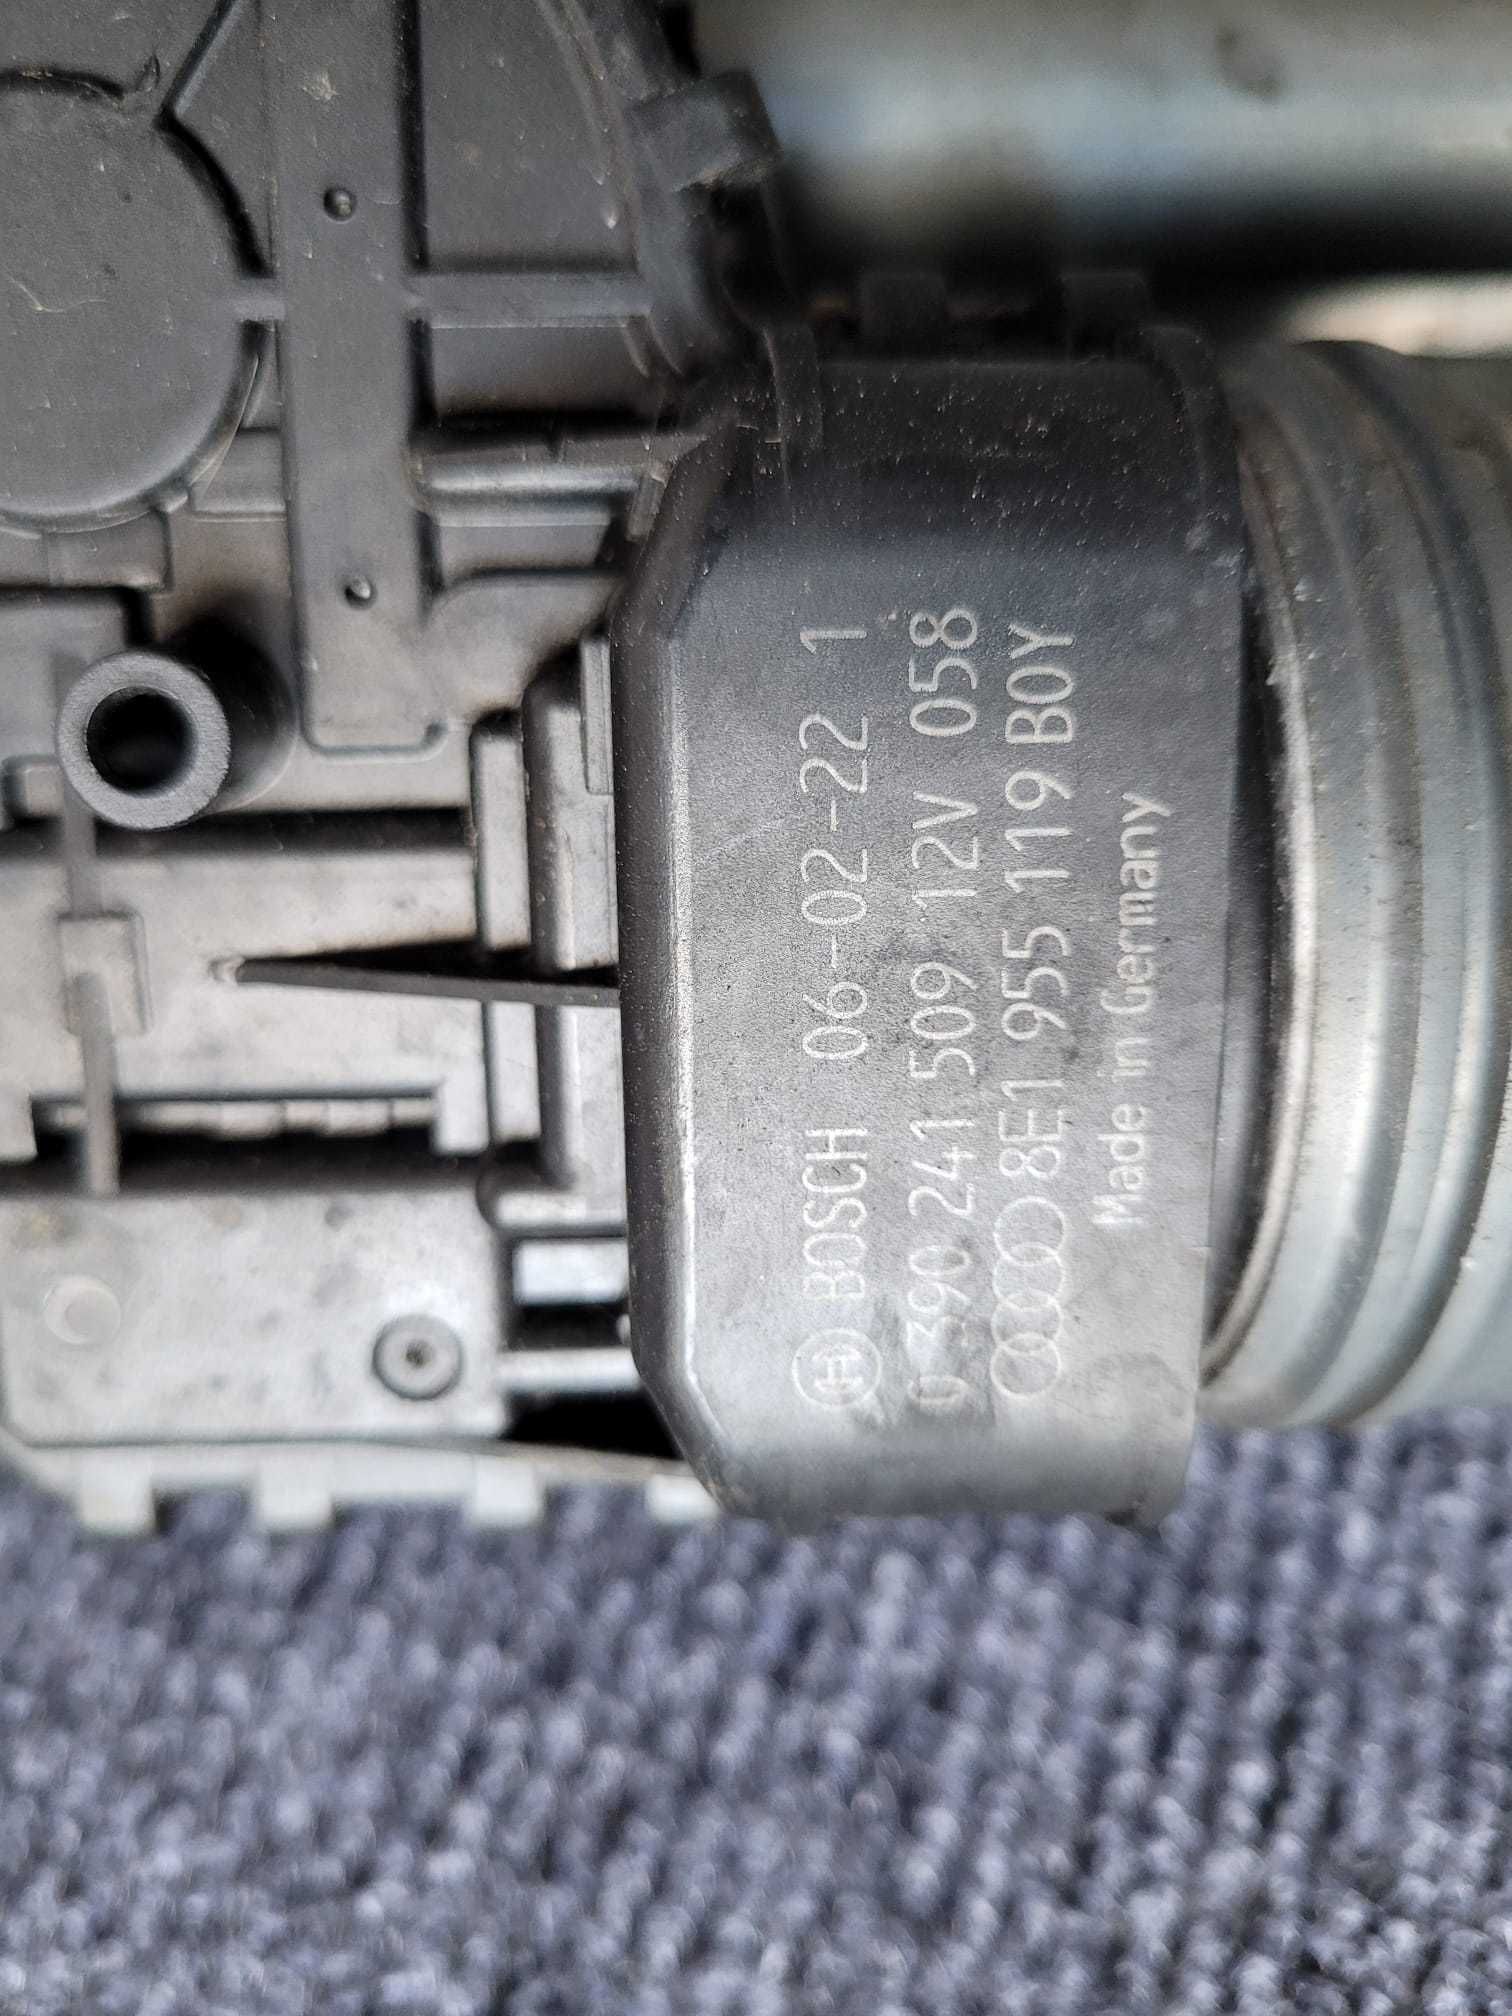 BOSCH 06-02-22 1
0 390 241 509 12V 058
8E1 955 119 B0Y
Made in Germany